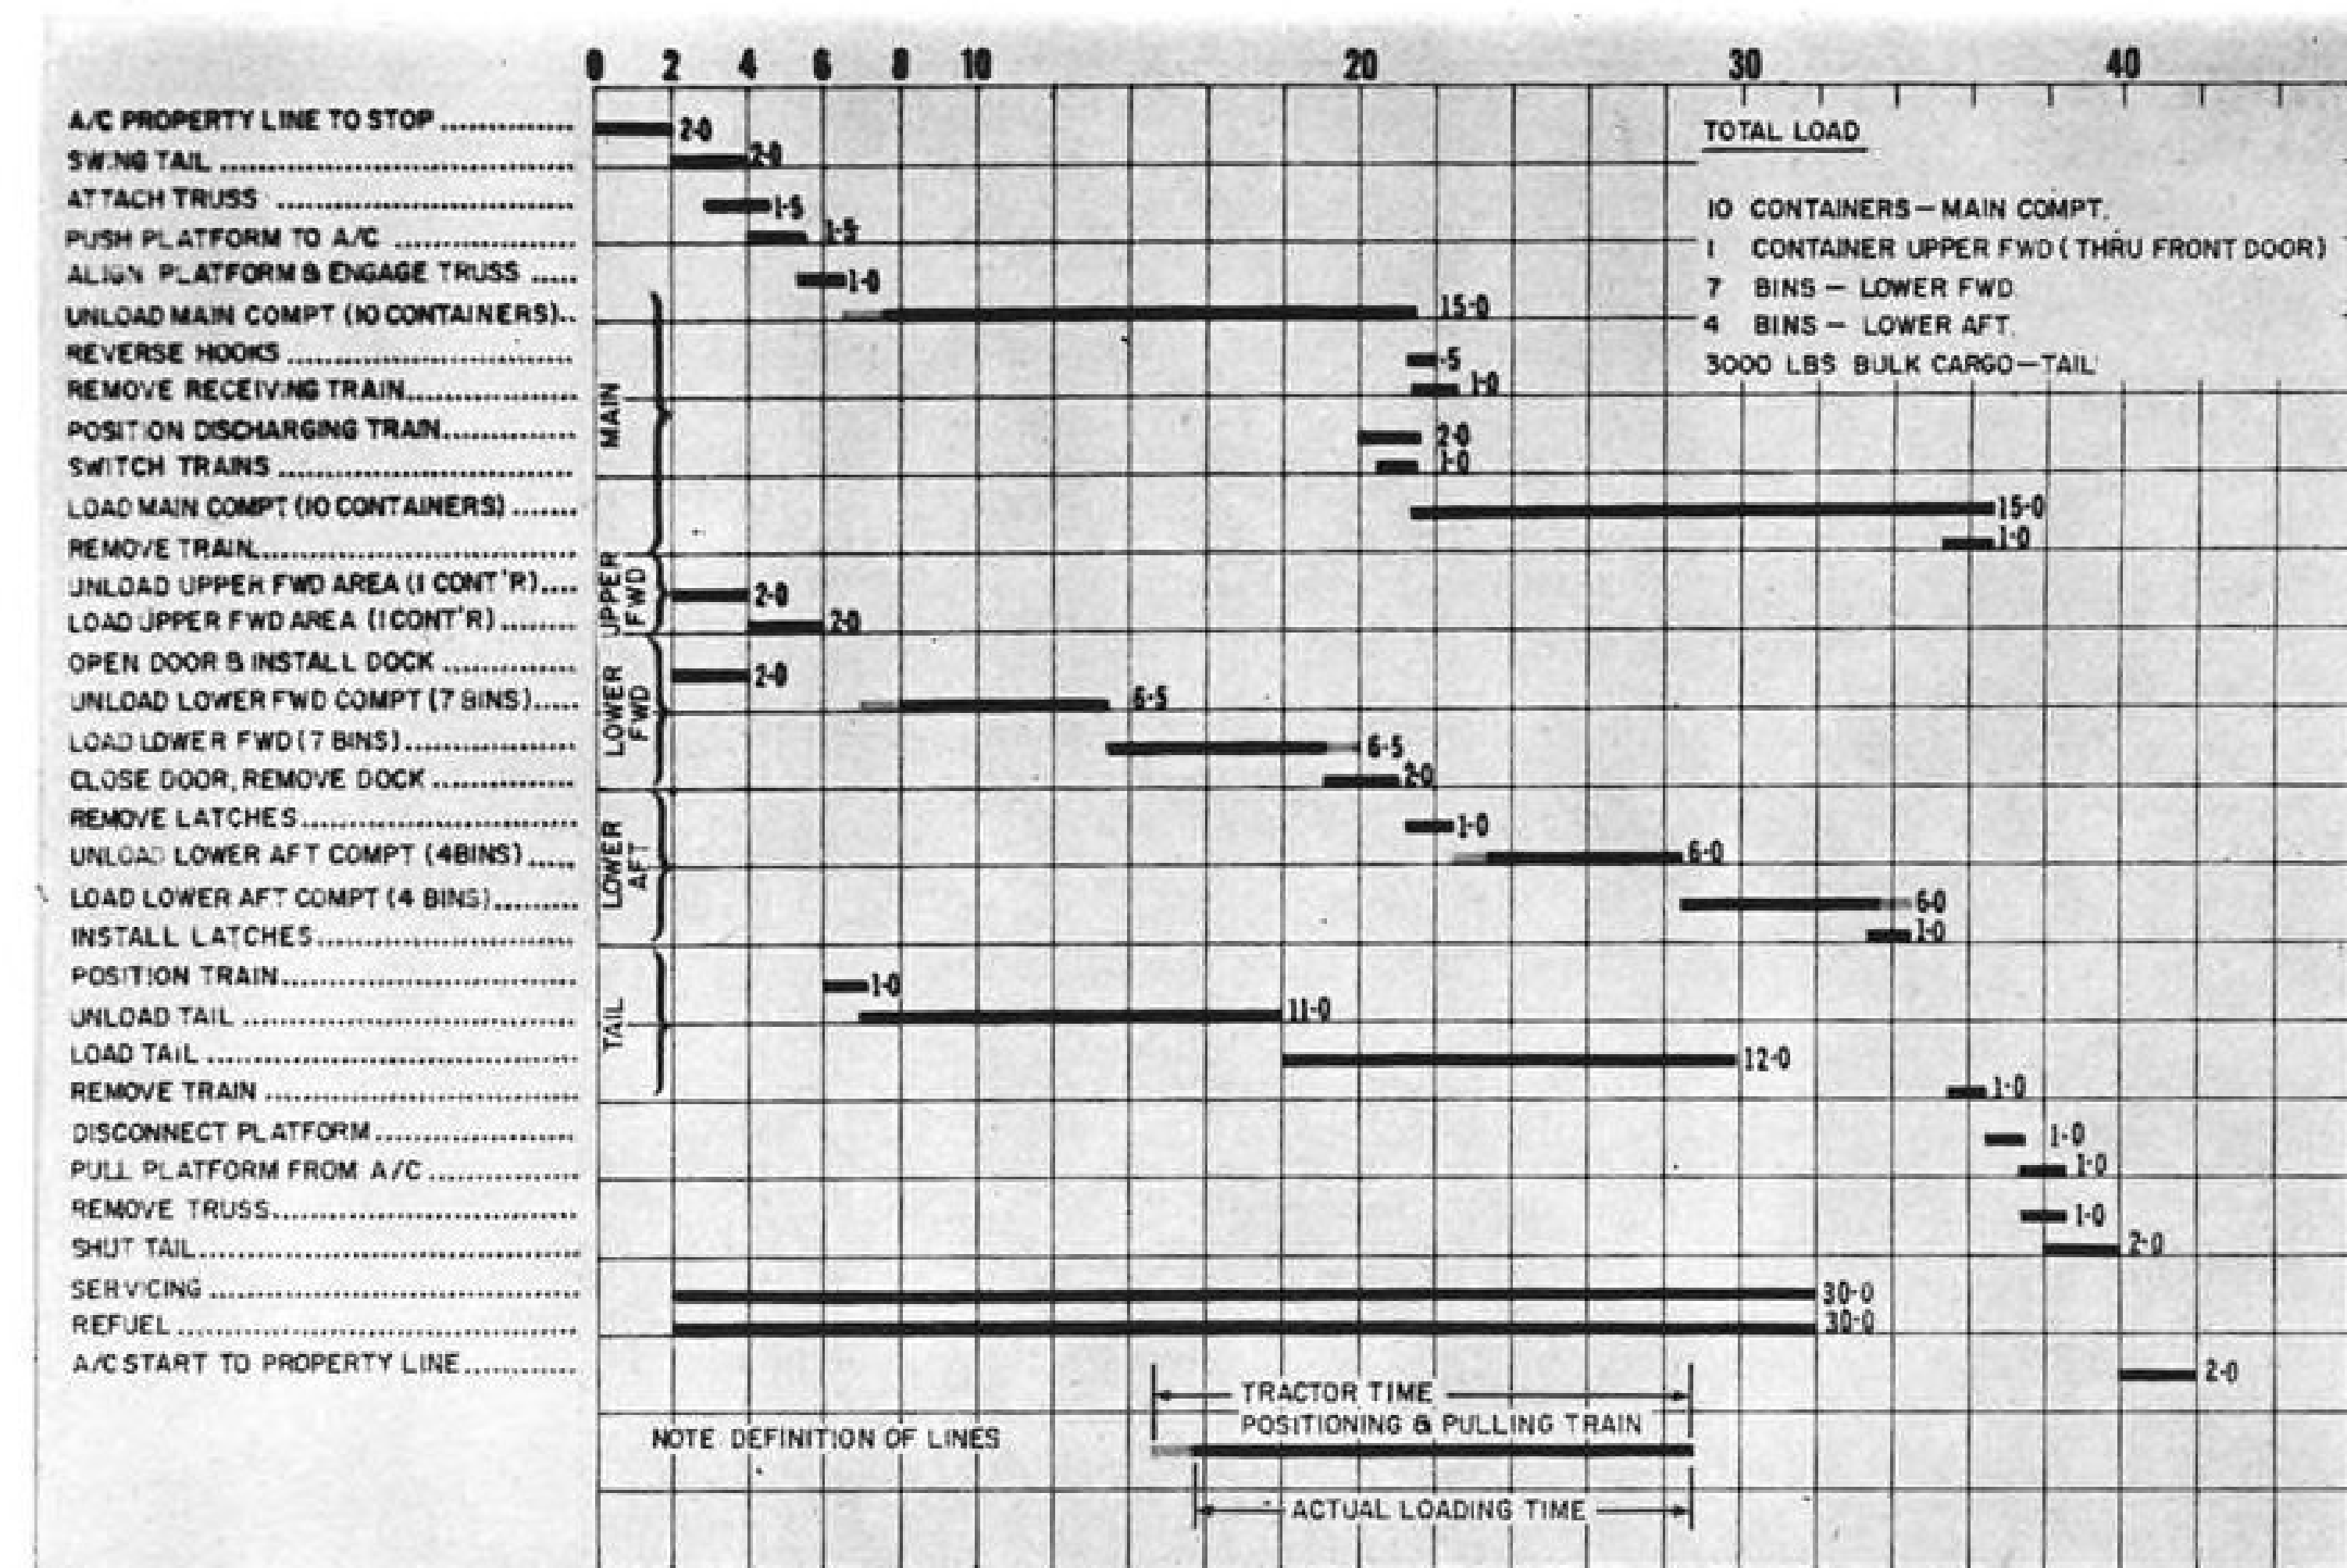 0 2 4 6 8 10 20 30 40
A/C PROPERTY LINE TO STOP 2-0
SWING TAIL 2-0
ATTACH TRUSS 1-5
PUSH PLATFORM TO A/C 1-5
ALIGN PLATFORM & ENGAGE TRUSS 1-0
UNLOAD MAIN COMPT (10 CONTAINERS) 15-0
REVERSE HOOKS -5
REMOVE RECEIVING TRAIN 1-0
POSITION DISCHARGING TRAIN 2-0
SWITCH TRAINS 1-0
LOAD MAIN COMPT (10 CONTAINERS) 15-0
REMOVE TRAIN 1-0
MAIN
UNLOAD UPPER FWD AREA (1 CONT'R) 2-0
LOAD UPPER FWD AREA (1 CONT'R) 2-0
UPPER
FWD
OPEN DOOR & INSTALL DOCK 2-0
UNLOAD LOWER FWD COMPT (7 BINS) 6-5
LOAD LOWER FWD (7 BINS) 6-5
CLOSE DOOR, REMOVE DOCK 2-0
LOWER
FWD
REMOVE LATCHES 1-0
UNLOAD LOWER AFT COMPT (4 BINS) 6-0
LOAD LOWER AFT COMPT (4 BINS) 6-0
INSTALL LATCHES 1-0
LOWER
AFT
POSITION TRAIN 1-0
UNLOAD TAIL 11-0
LOAD TAIL 12-0
REMOVE TRAIN 1-0
TAIL
DISCONNECT PLATFORM 1-0
PULL PLATFORM FROM A/C 1-0
REMOVE TRUSS 1-0
SHUT TAIL 2-0
SERVICING 30-0
REFUEL 30-0
A/C START TO PROPERTY LINE 2-0
TOTAL LOAD
10 CONTAINERS — MAIN COMPT.
1 CONTAINER UPPER FWD (THRU FRONT DOOR)
7 BINS — LOWER FWD
4 BINS — LOWER AFT.
3000 LBS BULK CARGO — TAIL
NOTE DEFINITION OF LINES
TRACTOR TIME
POSITIONING & PULLING TRAIN
ACTUAL LOADING TIME